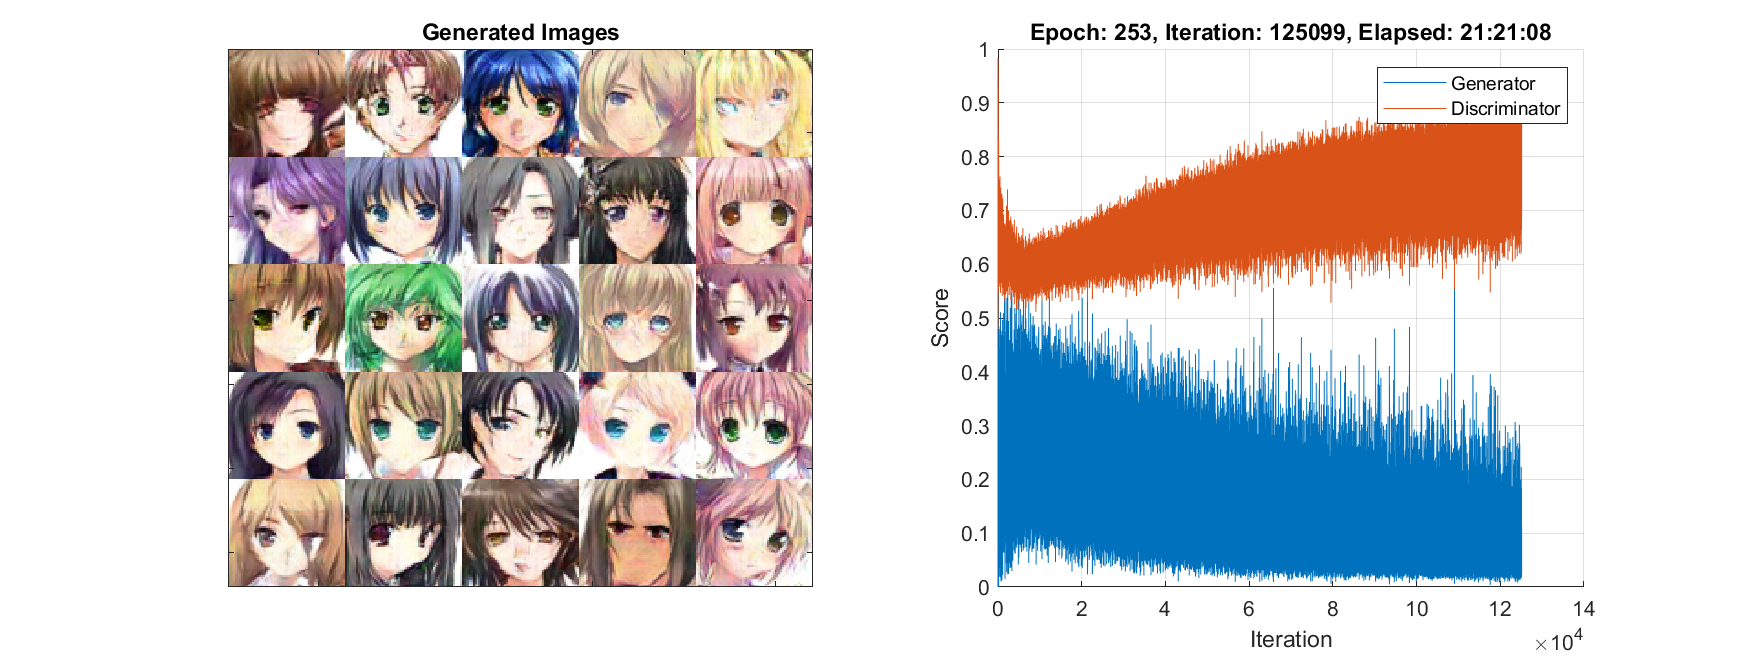 Generated Images
Epoch: 253, Iteration: 125099, Elapsed: 21:21:08
Generator
Discriminator
Score
1
0.9
0.8
0.7
0.6
0.5
0.4
0.3
0.2
0.1
0
0 2 4 6 8 10 12 14
Iteration
×10⁴